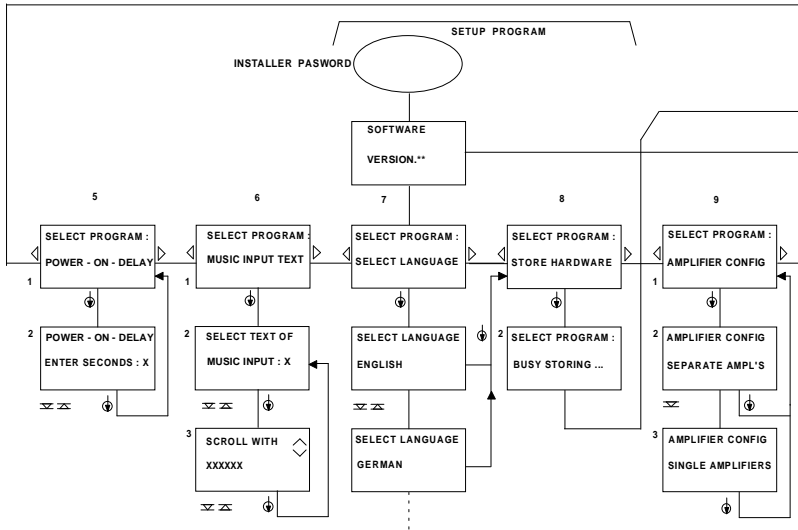 SETUP PROGRAM
INSTALLER PASWORD
SOFTWARE
VERSION.**
5
SELECT PROGRAM :
POWER - ON - DELAY
1
2
POWER - ON - DELAY
ENTER SECONDS : X
6
SELECT PROGRAM :
MUSIC INPUT TEXT
1
2
SELECT TEXT OF
MUSIC INPUT : X
3
SCROLL WITH
XXXXXX
7
SELECT PROGRAM :
SELECT LANGUAGE
SELECT LANGUAGE
ENGLISH
SELECT LANGUAGE
GERMAN
8
SELECT PROGRAM :
STORE HARDWARE
2
SELECT PROGRAM :
BUSY STORING ...
9
SELECT PROGRAM :
AMPLIFIER CONFIG
1
2
AMPLIFIER CONFIG
SEPARATE AMPL'S
3
AMPLIFIER CONFIG
SINGLE AMPLIFIERS